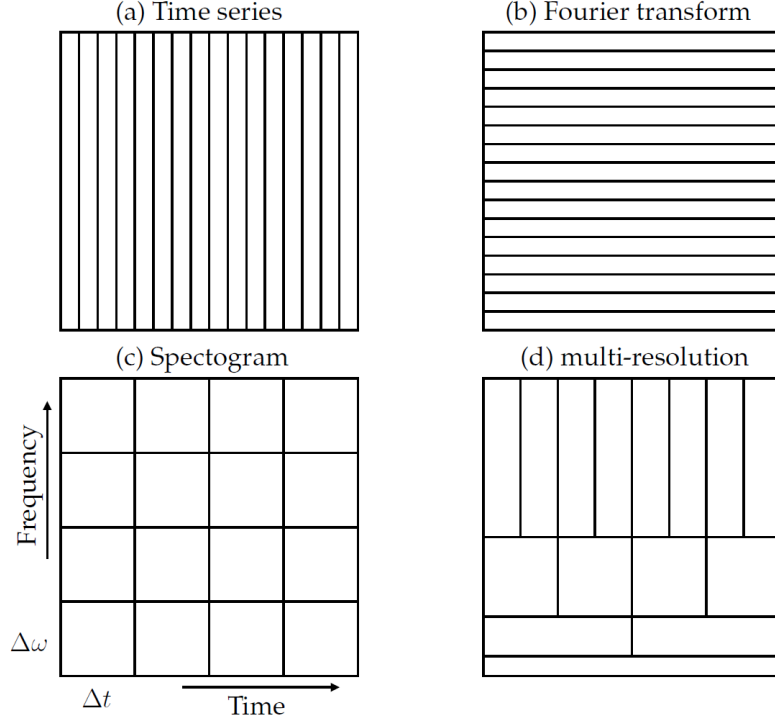 (a) Time series
(b) Fourier transform
(c) Spectogram
(d) multi-resolution
Frequency
Δω
Δt
Time